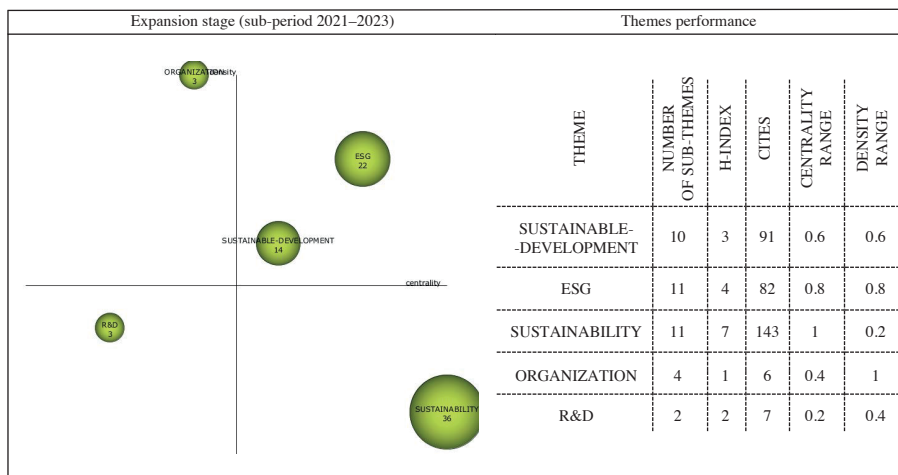 Expansion stage (sub-period 2021–2023)
ORGANIZATION
density
3
ESG
22
SUSTAINABLE-DEVELOPMENT
14
centrality
R&D
3
SUSTAINABILITY
36
Themes performance
THEME
NUMBER
OF SUB-THEMES
H-INDEX
CITES
CENTRALITY
RANGE
DENSITY
RANGE
SUSTAINABLE-
-DEVELOPMENT 10 3 91 0.6 0.6
ESG 11 4 82 0.8 0.8
SUSTAINABILITY 11 7 143 1 0.2
ORGANIZATION 4 1 6 0.4 1
R&D 2 2 7 0.2 0.4